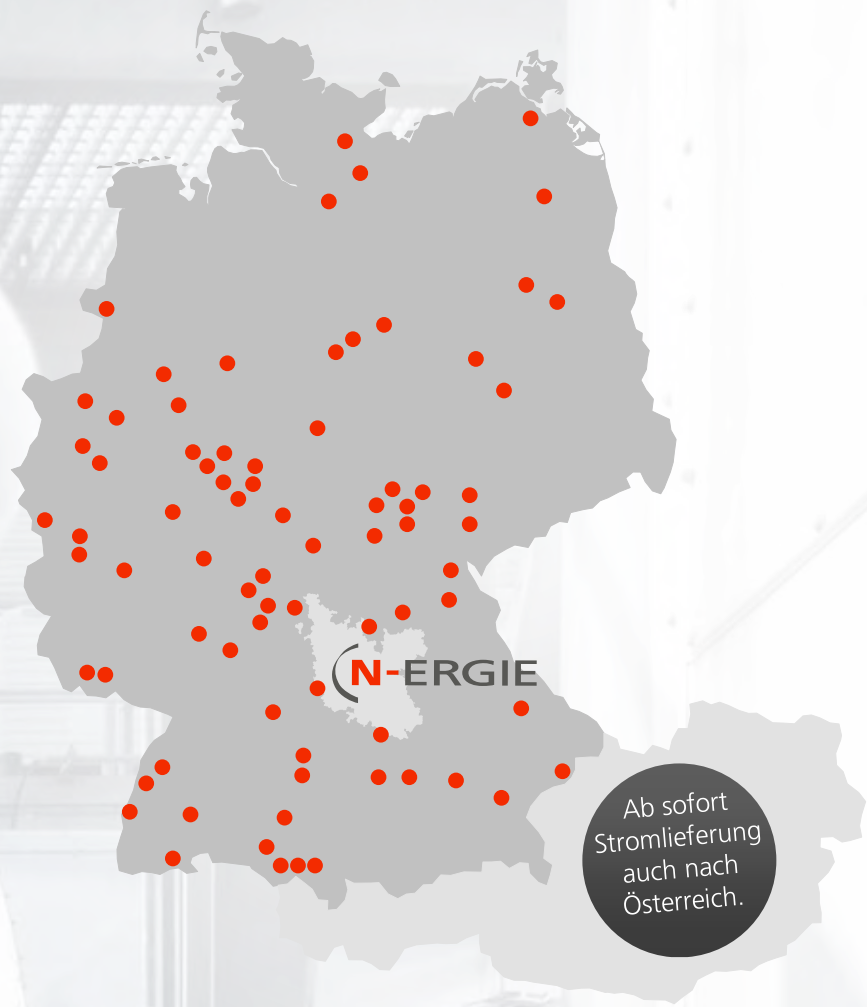 N-ERGIE
Ab sofort
Stromlieferung
auch nach
Österreich.